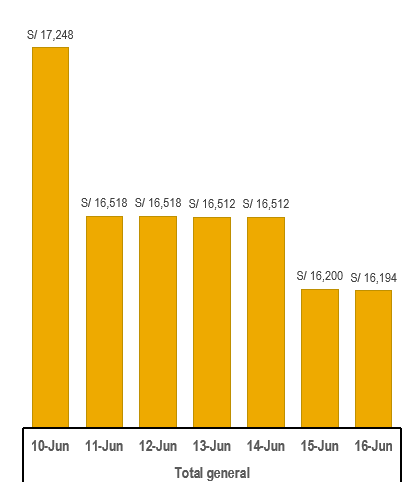 S/ 17,248
S/ 16,518 S/ 16,518 S/ 16,512 S/ 16,512
S/ 16,200 S/ 16,194
10-Jun 11-Jun 12-Jun 13-Jun 14-Jun 15-Jun 16-Jun
Total general